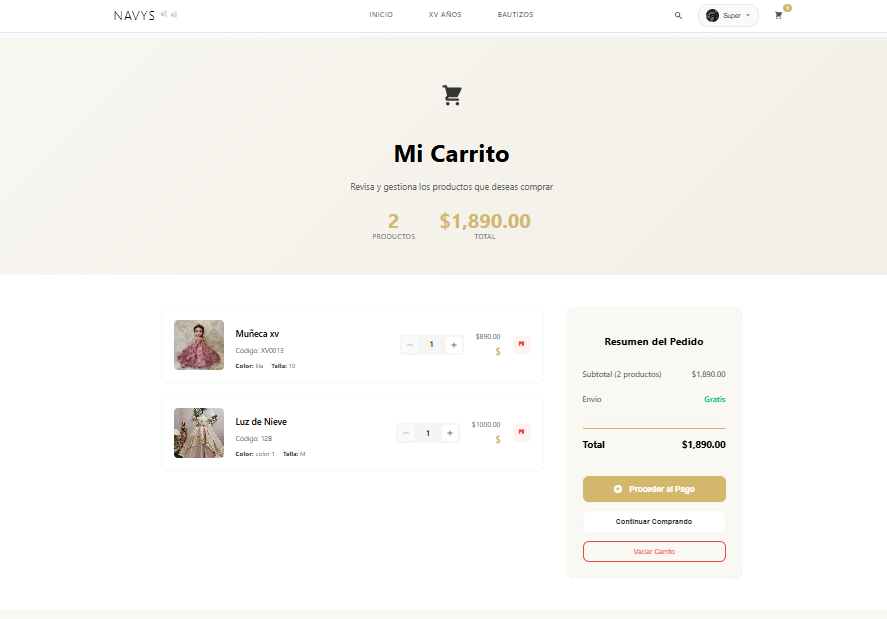 NAVYS
INICIO XV AÑOS BAUTIZOS
Super
Mi Carrito
Revisa y gestiona los productos que deseas comprar
2 $1,890.00
PRODUCTOS TOTAL
Muñeca xv
Código: XV0013
Color: lila Talla: 10
1
$890.00
$
Luz de Nieve
Código: 12B
Color: color 1 Talla: M
1
$1000.00
$
Resumen del Pedido
Subtotal (2 productos) $1,890.00
Envío Gratis
Total $1,890.00
Proceder al Pago
Continuar Comprando
Vaciar Carrito